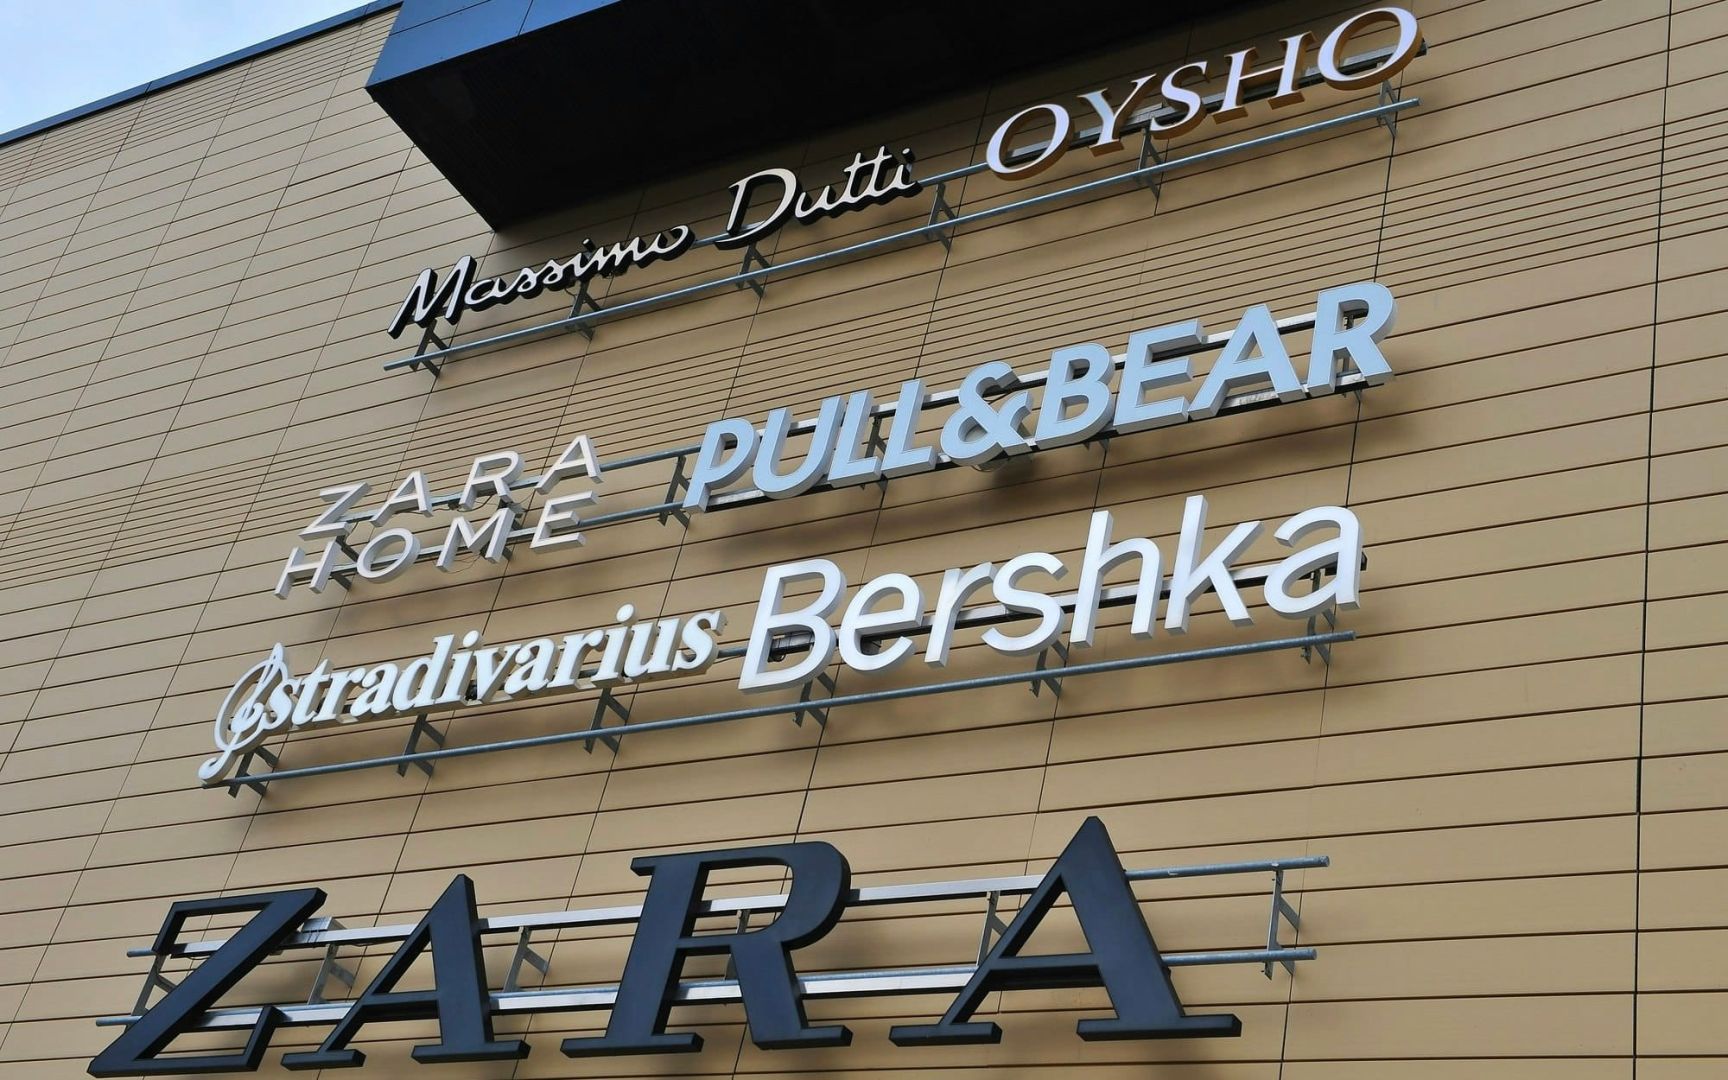 Massimo Dutti OYSHO
ZARA HOME
PULL&BEAR
stradivarius Bershka
ZARA